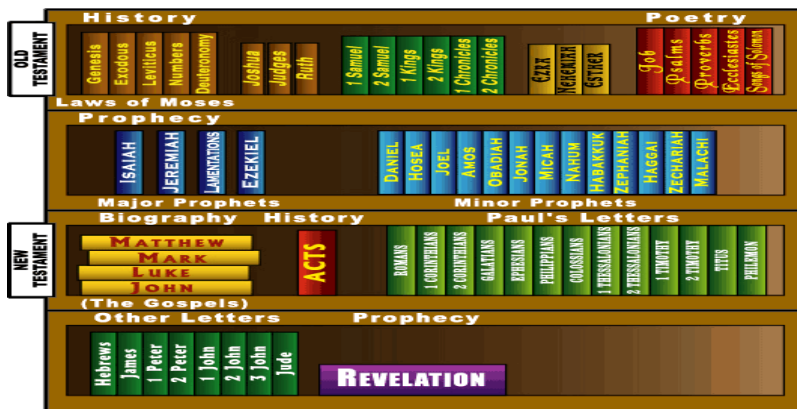 History
Poetry
OLD
TESTAMENT
Genesis
Exodous
Leviticus
Numbers
Deuteronomy
Joshua
Judges
Ruth
1 Samuel
2 Samuel
1 Kings
2 Kings
1 Chronicles
2 Chronicles
EZRA
NEHEMIAH
ESTHER
Job
Psalms
Proverbs
Ecclesiastes
Songs of Solomon
Laws of Moses
Prophecy
ISAIAH
JEREMIAH
LAMENTATIONS
EZEKIEL
DANIEL
HOSEA
JOEL
AMOS
OBADIAH
JONAH
MICAH
NAHUM
HABAKKUK
ZEPHANIAH
HAGGAI
ZECHARIAH
MALACHI
Major Prophets
Minor Prophets
NEW
TESTAMENT
Biography
History
Paul's Letters
MATTHEW
MARK
LUKE
JOHN
ACTS
ROMANS
1 CORINTHIANS
2 CORINTHIANS
GALATIANS
EPHESIANS
PHILIPPIANS
COLOSSIANS
1 THESSALONIANS
2 THESSALONIANS
1 TIMOTHY
2 TIMOTHY
TITUS
PHILEMON
(The Gospels)
Other Letters
Prophecy
Hebrews
James
1 Peter
2 Peter
1 John
2 John
3 John
Jude
REVELATION